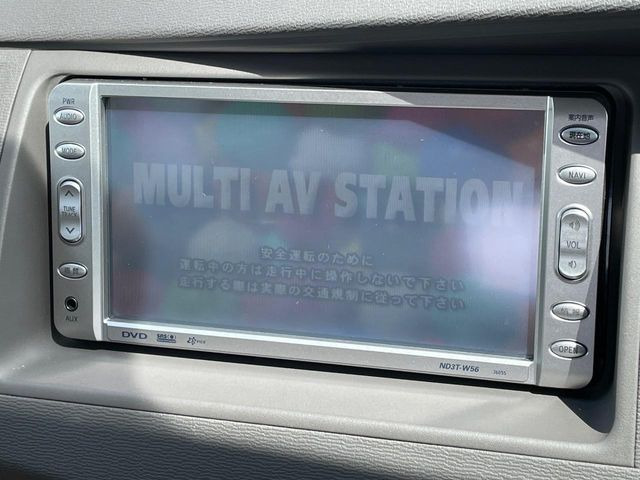 PWR
AUDIO
MODE
TUNE
TRACK
AUX
MULTI AV STATION
安全運転のために
運転中の方は走行中に操作しないで下さい
走行する際は実際の交通規制に従って下さい
DVD
ND3T-W56
案内音声
現在地
NAVI
VOL
OPEN